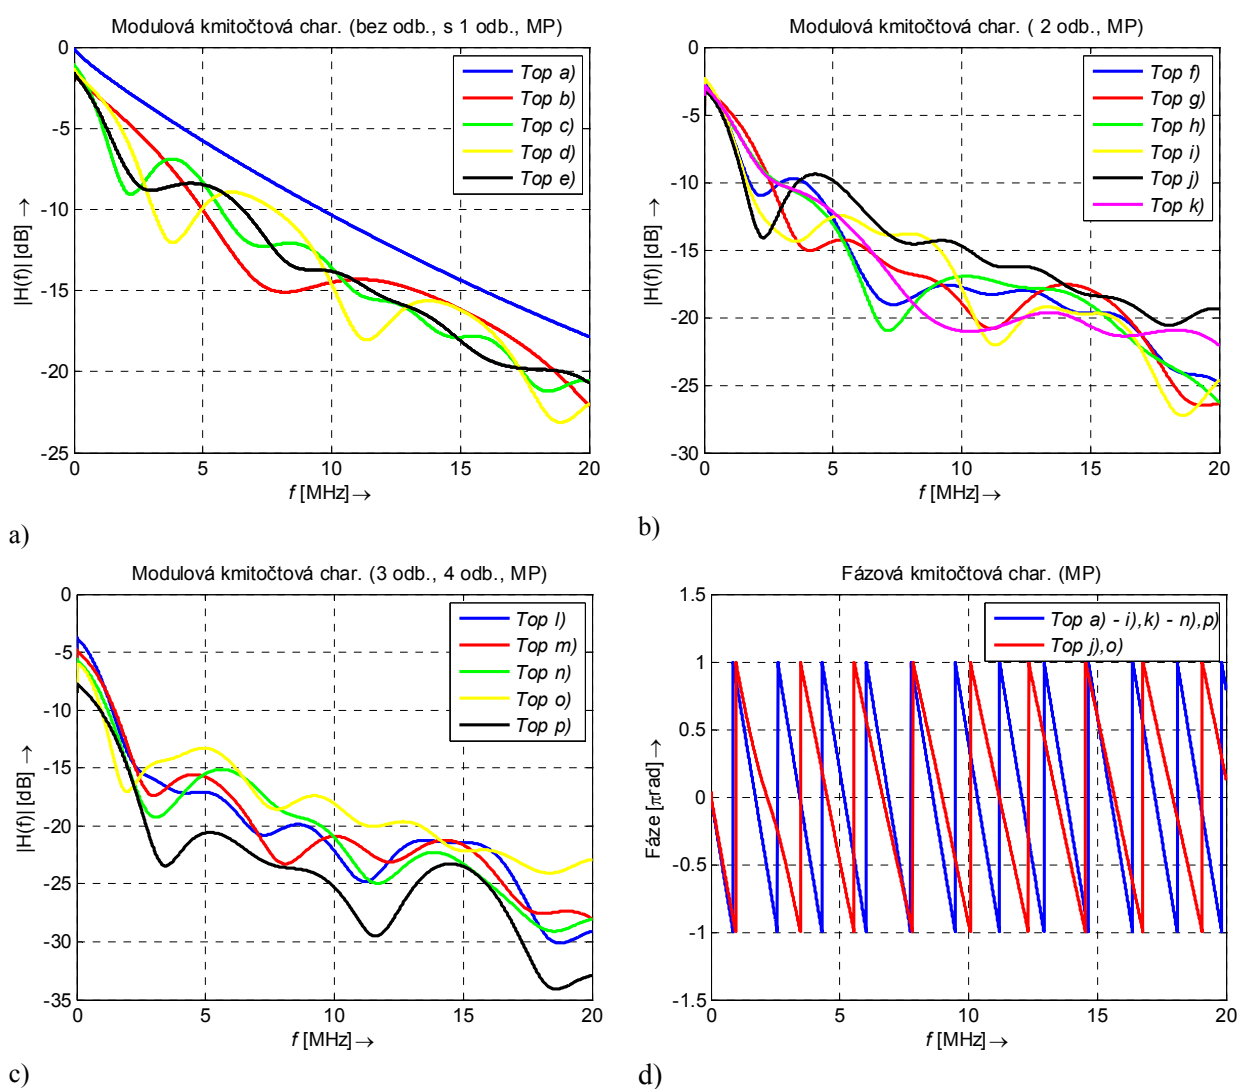 Modulová kmitočtová char. (bez odb., s 1 odb., MP)
0
-5
-10
-15
-20
-25
|H(f)| [dB] →
0 5 10 15 20
f [MHz]→
Top a)
Top b)
Top c)
Top d)
Top e)
a)
Modulová kmitočtová char. ( 2 odb., MP)
0
-5
-10
-15
-20
-25
-30
|H(f)| [dB] →
0 5 10 15 20
f [MHz]→
Top f)
Top g)
Top h)
Top i)
Top j)
Top k)
b)
Modulová kmitočtová char. (3 odb., 4 odb., MP)
0
-5
-10
-15
-20
-25
-30
-35
|H(f)| [dB] →
0 5 10 15 20
f [MHz]→
Top l)
Top m)
Top n)
Top o)
Top p)
c)
Fázová kmitočtová char. (MP)
1.5
1
0.5
0
-0.5
-1
-1.5
Fáze [πrad] →
0 5 10 15 20
f [MHz]→
Top a) - i),k) - n),p)
Top j),o)
d)